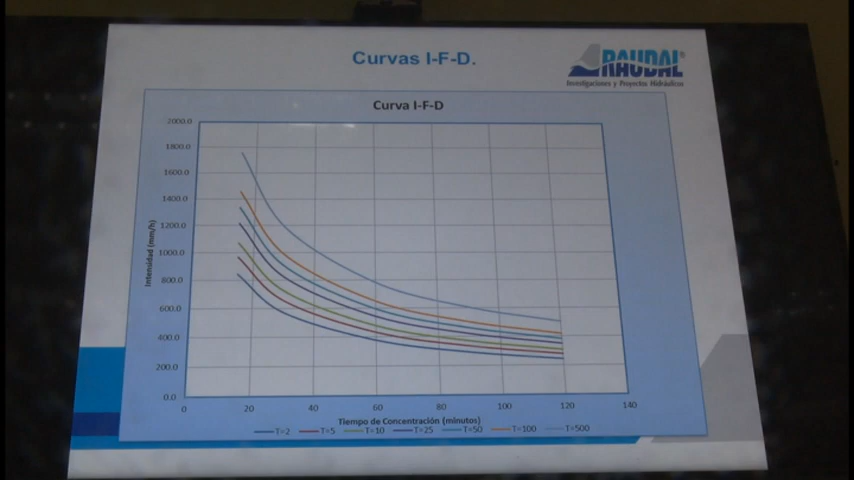 Curvas I-F-D.
RAUDAL®
Investigaciones y Proyectos Hidráulicos
Curva I-F-D
2000.0
1800.0
1600.0
1400.0
1200.0
1000.0
800.0
600.0
400.0
200.0
0.0
Intensidad (mm/h)
0 20 40 60 80 100 120 140
Tiempo de Concentración (minutos)
T=2 T=5 T=10 T=25 T=50 T=100 T=500